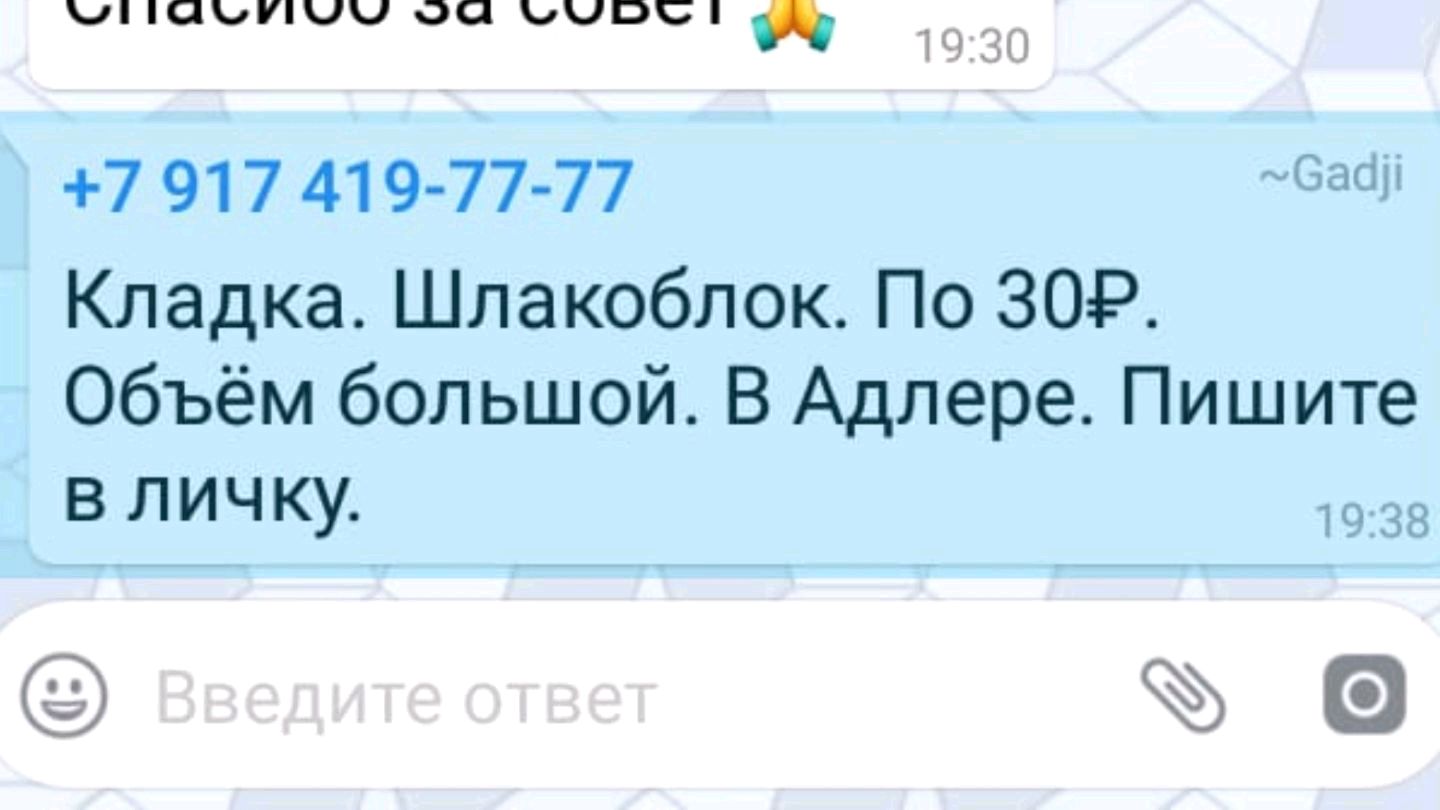 Спасибо за совет 🙏
19:30
+7 917 419-77-77 ~Gadji
Кладка. Шлакоблок. По 30₽.
Объём большой. В Адлере. Пишите
в личку.
19:38
Введите ответ